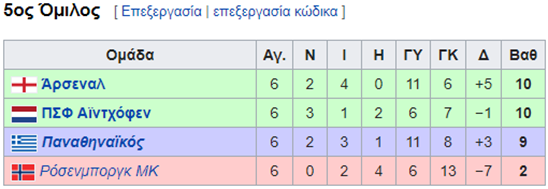 5ος Όμιλος [ Επεξεργασία | επεξεργασία κώδικα ]
Ομάδα Αγ. Ν Ι Η ΓΥ ΓΚ Δ Βαθ
Άρσεναλ 6 2 4 0 11 6 +5 10
ΠΣΦ Αϊντχόφεν 6 3 1 2 6 7 −1 10
Παναθηναϊκός 6 2 3 1 11 8 +3 9
Ρόσενμποργκ ΜΚ 6 0 2 4 6 13 −7 2